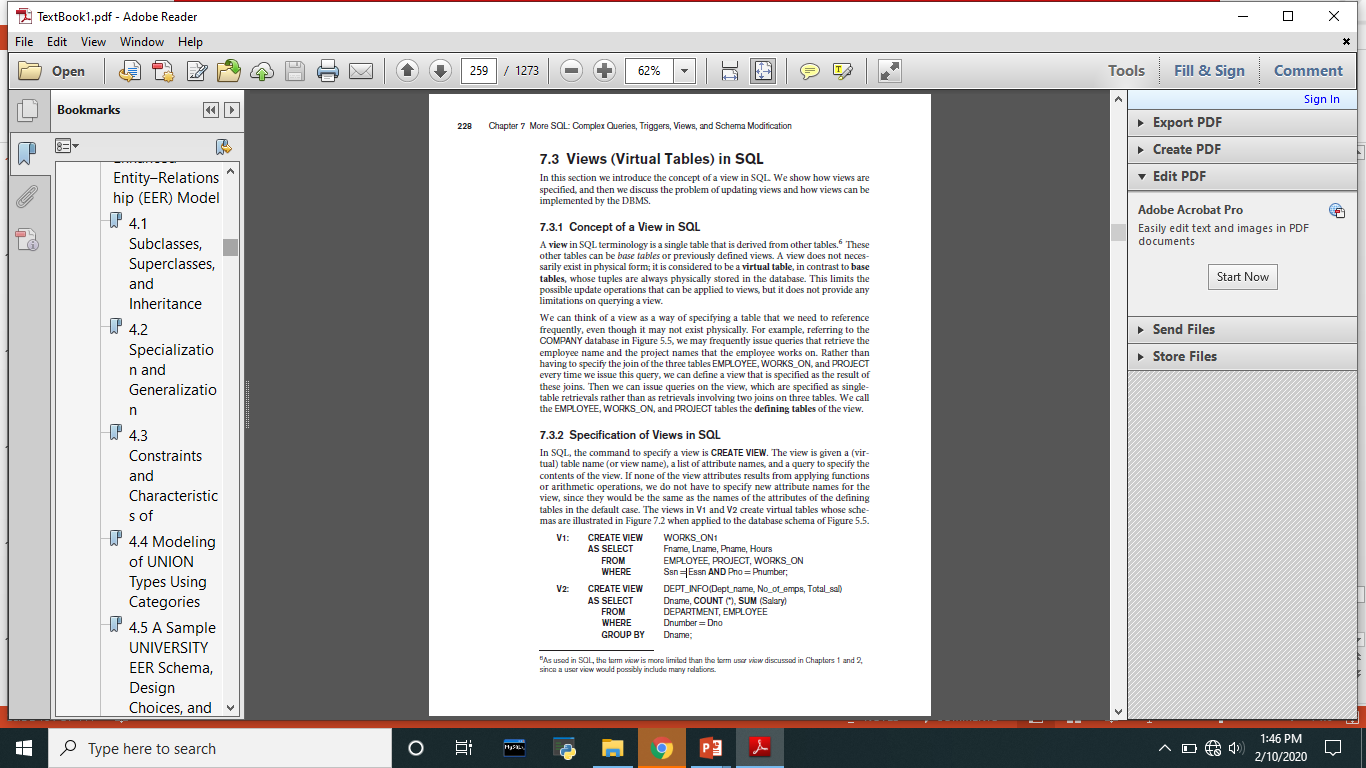 TextBook1.pdf - Adobe Reader
File Edit View Window Help
Open 259 / 1273 62% Tools Fill & Sign Comment
Sign In
Bookmarks
Entity–Relations
hip (EER) Model
4.1
Subclasses,
Superclasses,
and
Inheritance
4.2
Specializatio
n and
Generalizatio
n
4.3
Constraints
and
Characteristic
s of
4.4 Modeling
of UNION
Types Using
Categories
4.5 A Sample
UNIVERSITY
EER Schema,
Design
Choices, and
228 Chapter 7 More SQL: Complex Queries, Triggers, Views, and Schema Modification
7.3 Views (Virtual Tables) in SQL
In this section we introduce the concept of a view in SQL. We show how views are
specified, and then we discuss the problem of updating views and how views can be
implemented by the DBMS.
7.3.1 Concept of a View in SQL
A view in SQL terminology is a single table that is derived from other tables.6 These
other tables can be base tables or previously defined views. A view does not neces-
sarily exist in physical form; it is considered to be a virtual table, in contrast to base
tables, whose tuples are always physically stored in the database. This limits the
possible update operations that can be applied to views, but it does not provide any
limitations on querying a view.
We can think of a view as a way of specifying a table that we need to reference
frequently, even though it may not exist physically. For example, referring to the
COMPANY database in Figure 5.5, we may frequently issue queries that retrieve the
employee name and the project names that the employee works on. Rather than
having to specify the join of the three tables EMPLOYEE, WORKS_ON, and PROJECT
every time we issue this query, we can define a view that is specified as the result of
these joins. Then we can issue queries on the view, which are specified as single-
table retrievals rather than as retrievals involving two joins on three tables. We call
the EMPLOYEE, WORKS_ON, and PROJECT tables the defining tables of the view.
7.3.2 Specification of Views in SQL
In SQL, the command to specify a view is CREATE VIEW. The view is given a (vir-
tual) table name (or view name), a list of attribute names, and a query to specify the
contents of the view. If none of the view attributes results from applying functions
or arithmetic operations, we do not have to specify new attribute names for the
view, since they would be the same as the names of the attributes of the defining
tables in the default case. The views in V1 and V2 create virtual tables whose sche-
mas are illustrated in Figure 7.2 when applied to the database schema of Figure 5.5.
V1: CREATE VIEW WORKS_ON1
AS SELECT Fname, Lname, Pname, Hours
FROM EMPLOYEE, PROJECT, WORKS_ON
WHERE Ssn = Essn AND Pno = Pnumber;
V2: CREATE VIEW DEPT_INFO(Dept_name, No_of_emps, Total_sal)
AS SELECT Dname, COUNT (*), SUM (Salary)
FROM DEPARTMENT, EMPLOYEE
WHERE Dnumber = Dno
GROUP BY Dname;
6As used in SQL, the term view is more limited than the term user view discussed in Chapters 1 and 2,
since a user view would possibly include many relations.
Export PDF
Create PDF
Edit PDF
Adobe Acrobat Pro
Easily edit text and images in PDF
documents
Start Now
Send Files
Store Files
Type here to search
MySQL
1:46 PM
2/10/2020